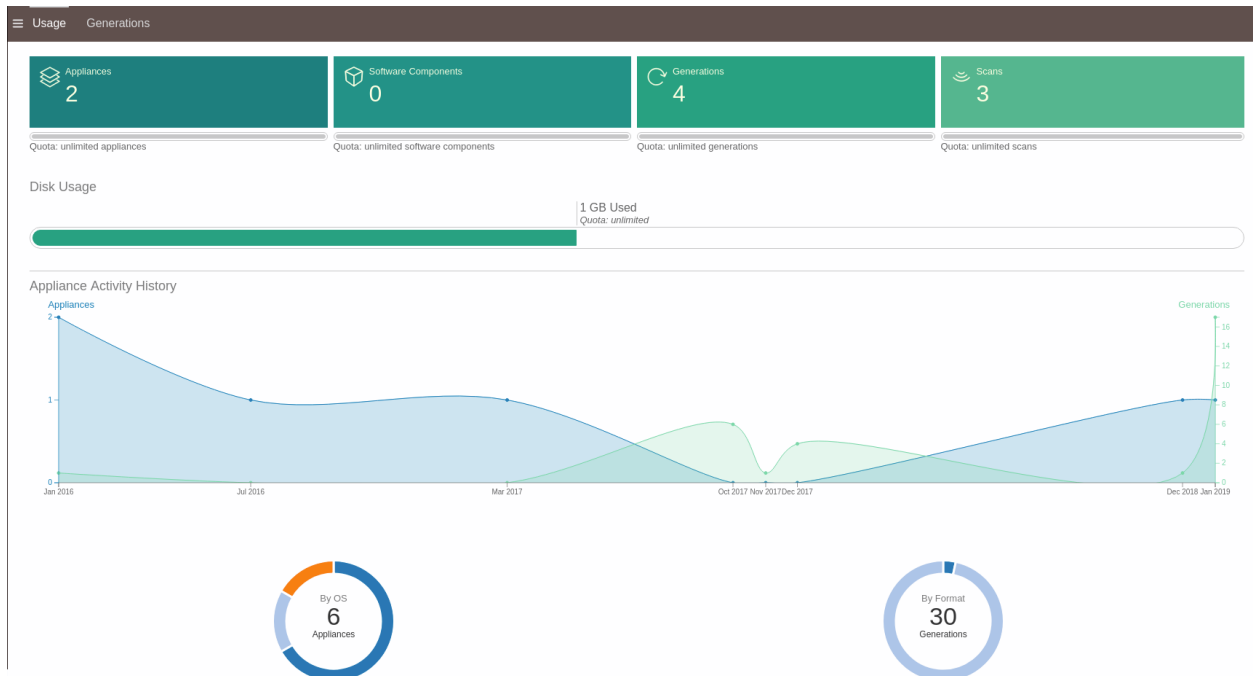 Usage Generations
Appliances
2
Software Components
0
Generations
4
Scans
3
Quota: unlimited appliances
Quota: unlimited software components
Quota: unlimited generations
Quota: unlimited scans
Disk Usage
1 GB Used
Quota: unlimited
Appliance Activity History
Appliances
Generations
2
1
0
16
14
12
10
8
6
4
2
0
Jan 2016 Jul 2016 Mar 2017 Oct 2017 Nov 2017 Dec 2017 Dec 2018 Jan 2019
By OS
6
Appliances
By Format
30
Generations